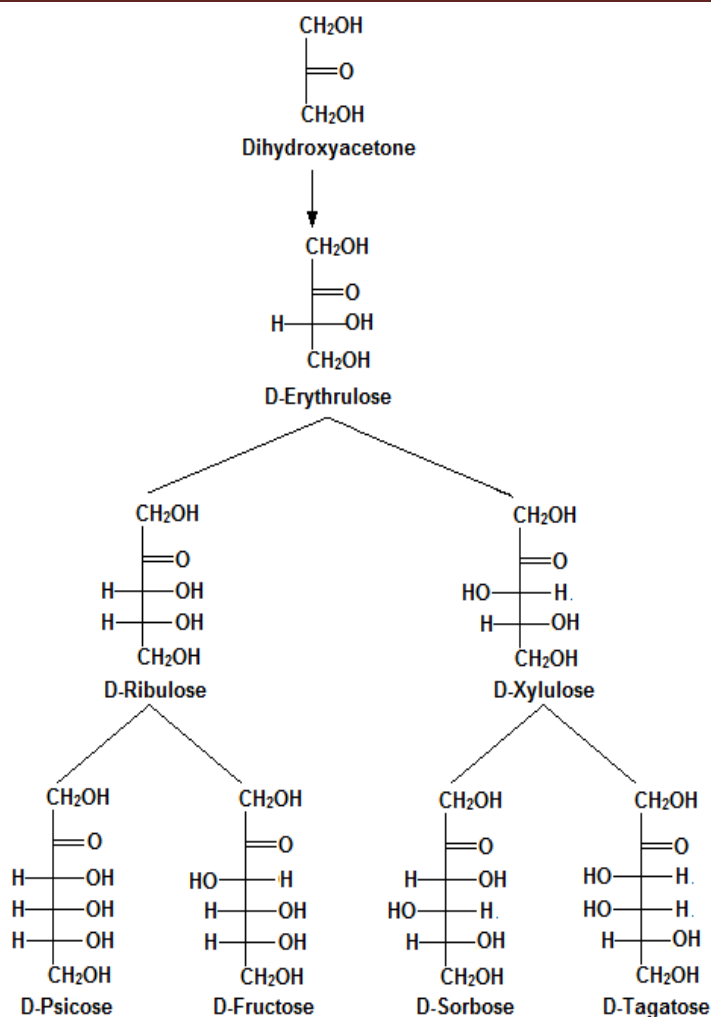 CH₂OH
O
CH₂OH
Dihydroxyacetone
CH₂OH
O
H OH
CH₂OH
D-Erythrulose
CH₂OH CH₂OH
O O
H OH HO H.
H OH H OH
CH₂OH CH₂OH
D-Ribulose D-Xylulose
CH₂OH CH₂OH CH₂OH CH₂OH
O O O O
H OH HO H H OH HO H.
H OH H OH HO H. HO H.
H OH H OH H OH H OH
CH₂OH CH₂OH CH₂OH CH₂OH
D-Psicose D-Fructose D-Sorbose D-Tagatose